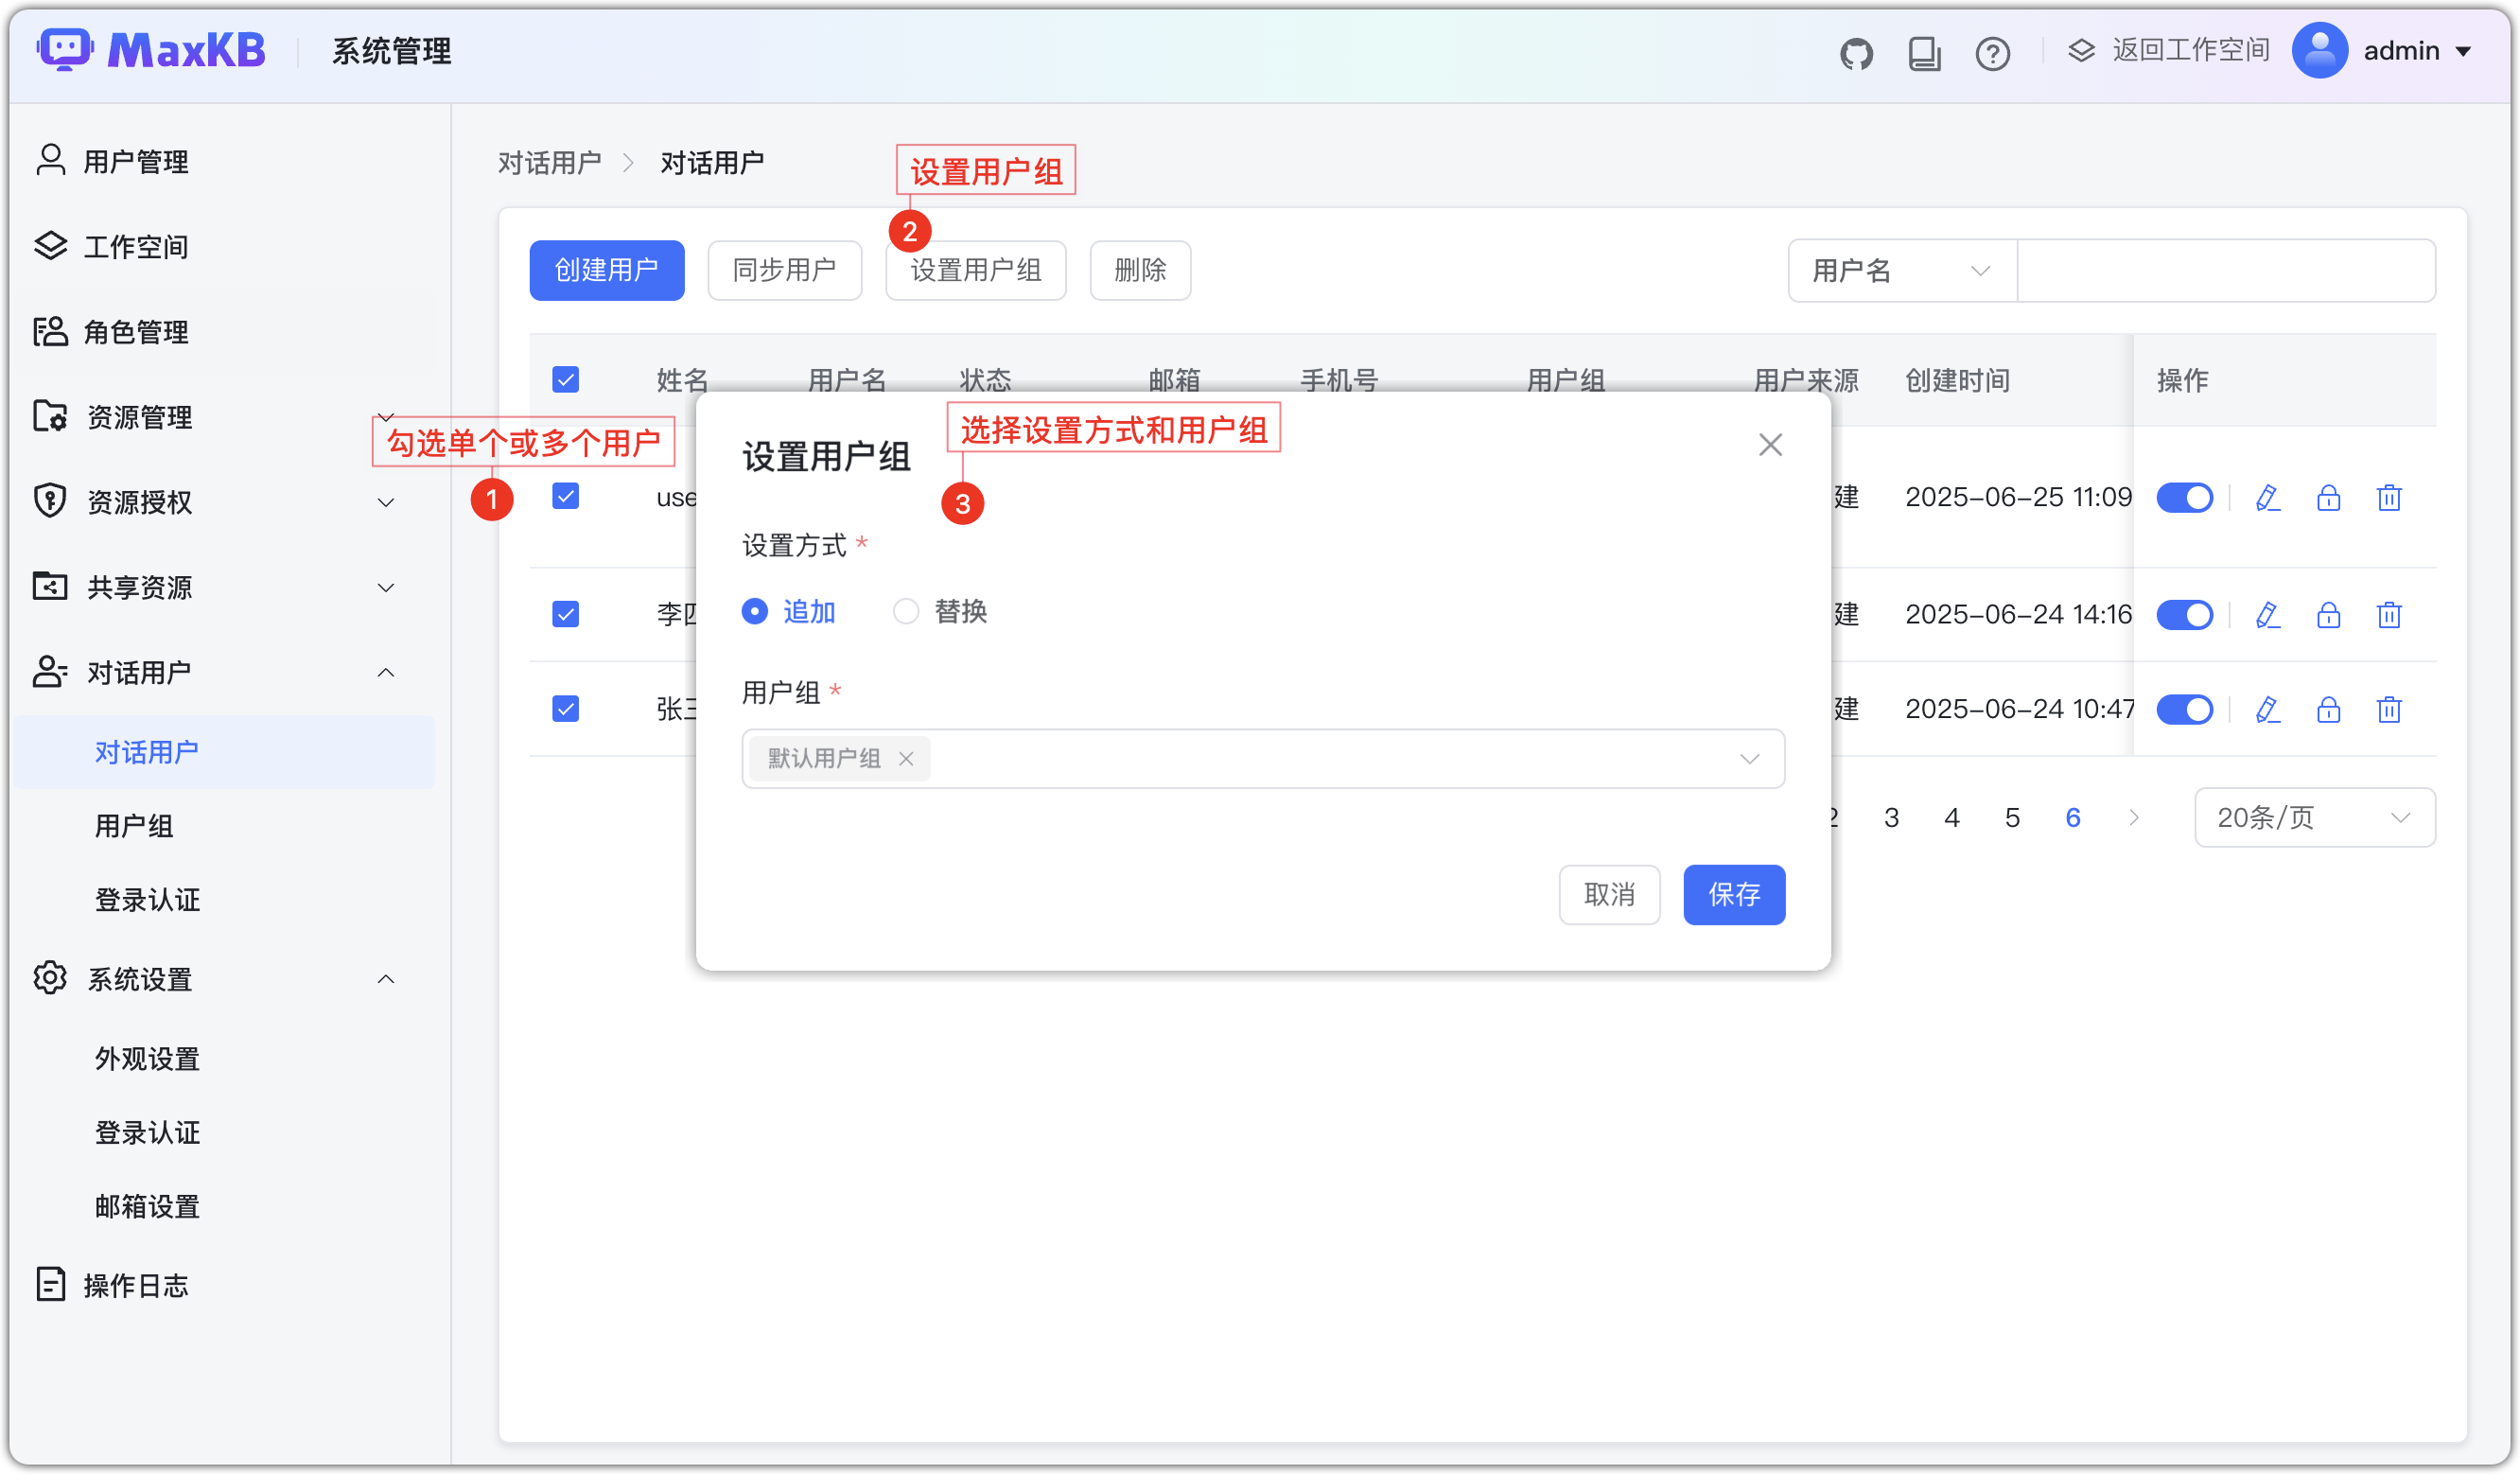 MaxKB
系统管理
返回工作空间
admin
用户管理
工作空间
角色管理
资源管理
资源授权
共享资源
对话用户
对话用户
用户组
登录认证
系统设置
外观设置
登录认证
邮箱设置
操作日志
对话用户 > 对话用户
设置用户组
2
创建用户 同步用户 设置用户组 删除
用户名
姓名 用户名 状态 邮箱 手机号 用户组 用户来源 创建时间 操作
勾选单个或多个用户
1
use 建 2025-06-25 11:09
李四 建 2025-06-24 14:16
张三 建 2025-06-24 10:47
设置用户组
选择设置方式和用户组
3
设置方式 *
追加 替换
用户组 *
默认用户组
取消 保存
2 3 4 5 6 20条/页